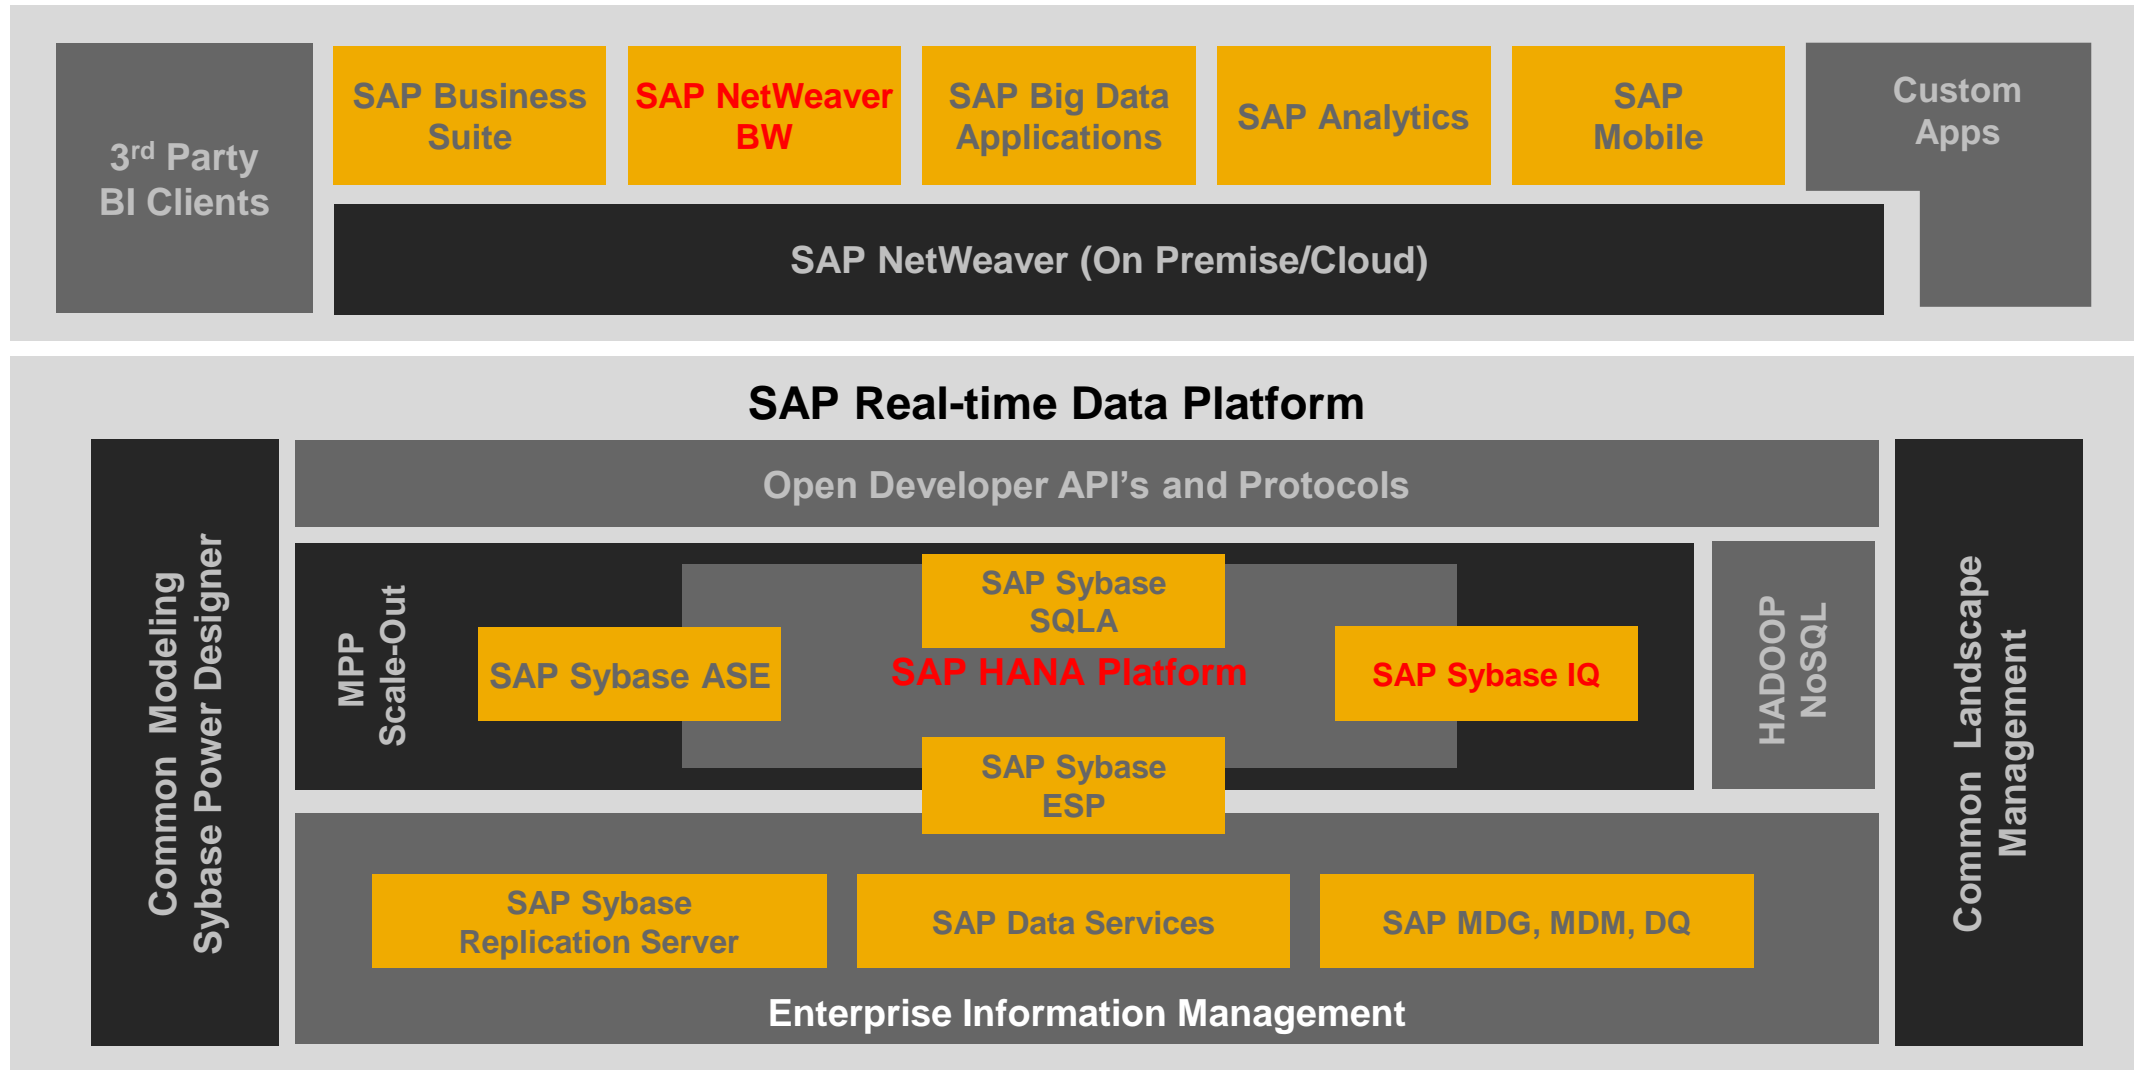 3rd Party
BI Clients
SAP Business
Suite
SAP NetWeaver
BW
SAP Big Data
Applications
SAP Analytics
SAP
Mobile
Custom
Apps
SAP NetWeaver (On Premise/Cloud)
SAP Real-time Data Platform
Common Modeling
Sybase Power Designer
Open Developer API’s and Protocols
MPP
Scale-Out
SAP Sybase ASE
SAP Sybase
SQLA
SAP HANA Platform
SAP Sybase
ESP
SAP Sybase IQ
HADOOP
NoSQL
Common Landscape
Management
SAP Sybase
Replication Server
SAP Data Services
SAP MDG, MDM, DQ
Enterprise Information Management